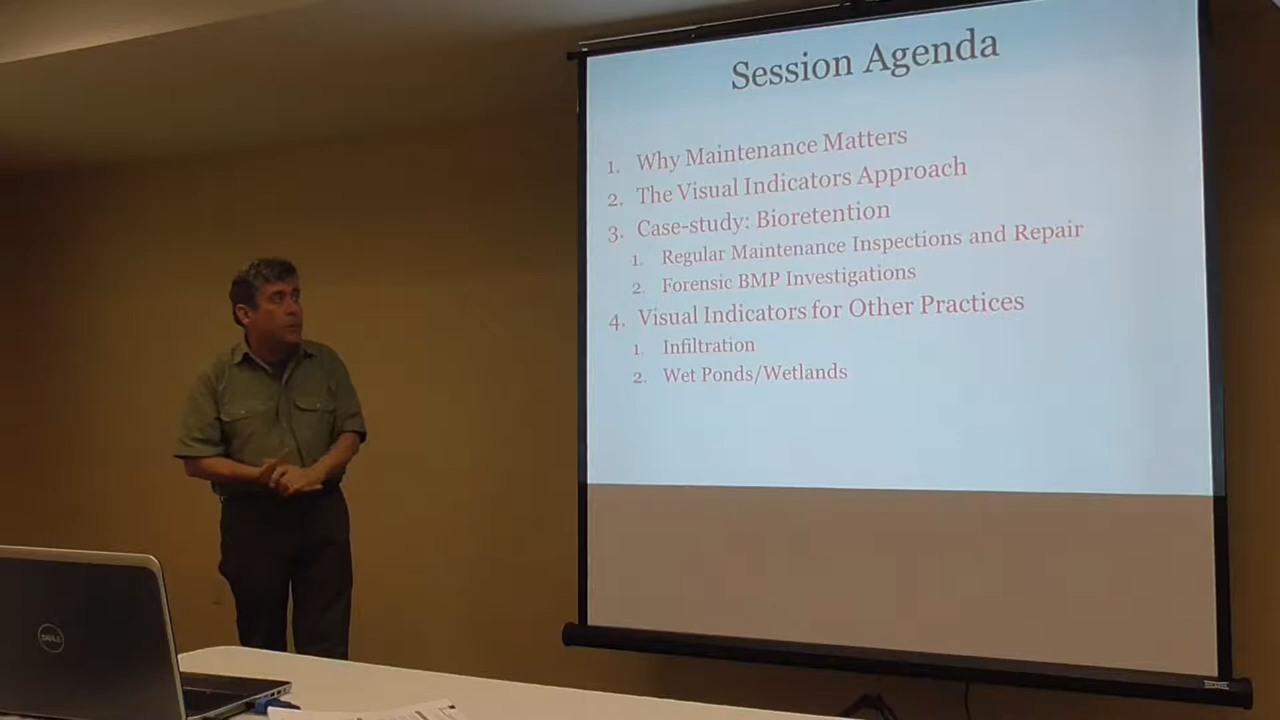 Session Agenda
1. Why Maintenance Matters
2. The Visual Indicators Approach
3. Case-study: Bioretention
1. Regular Maintenance Inspections and Repair
2. Forensic BMP Investigations
4. Visual Indicators for Other Practices
1. Infiltration
2. Wet Ponds/Wetlands
DELL